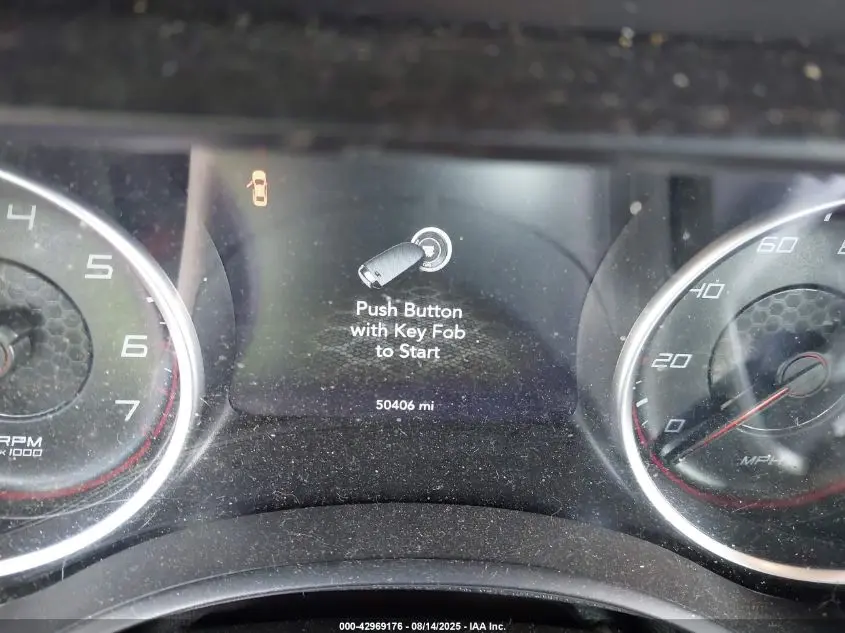 4
5
6
7
RPM
x 1000
Push Button
with Key Fob
to Start
50406 mi
0
20
40
60
MPH
000-42969176 - 08/14/2025 - IAA Inc.